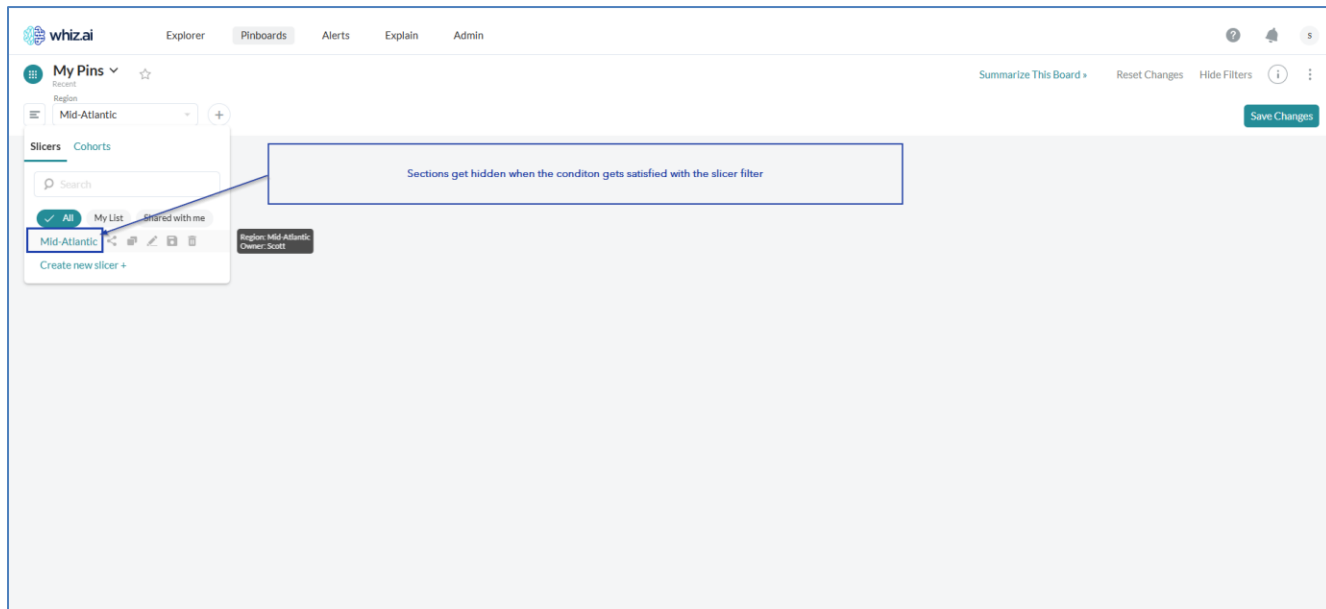 whiz.ai Explorer Pinboards Alerts Explain Admin ? s
My Pins
Recent
Summarize This Board » Reset Changes Hide Filters i
Region
Mid-Atlantic +
Save Changes
Slicers Cohorts
Sections get hidden when the conditon gets satisfied with the slicer filter
Search
All My List Shared with me
Mid-Atlantic
Region: Mid-Atlantic
Owner: Scott
Create new slicer +